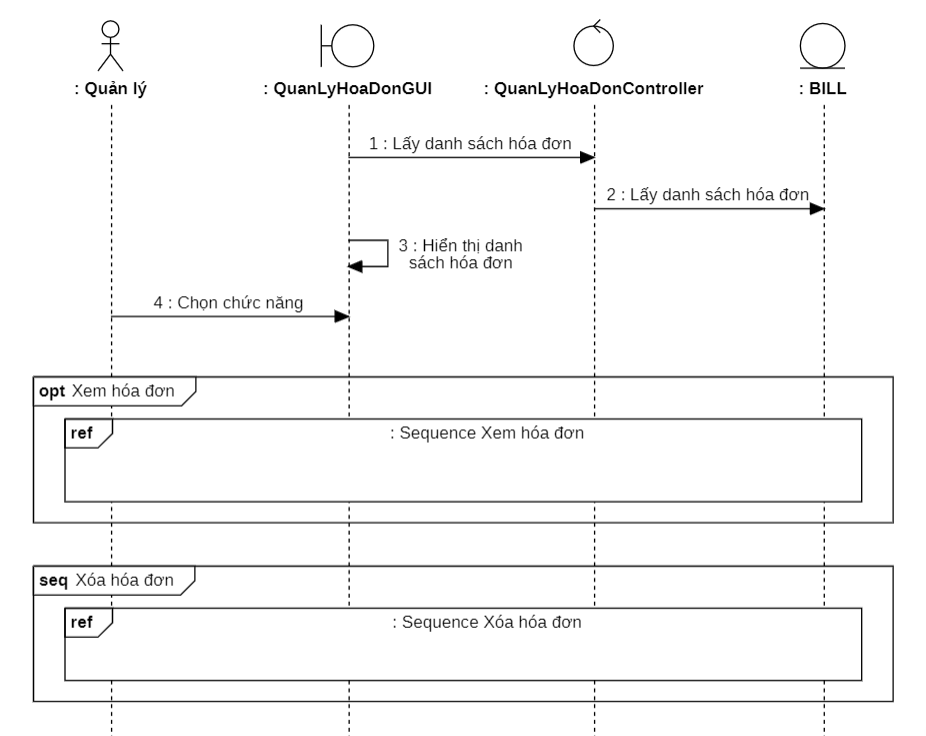 : Quản lý
: QuanLyHoaDonGUI
: QuanLyHoaDonController
: BILL
1 : Lấy danh sách hóa đơn
2 : Lấy danh sách hóa đơn
3 : Hiển thị danh
sách hóa đơn
4 : Chọn chức năng
opt Xem hóa đơn
ref
: Sequence Xem hóa đơn
seq Xóa hóa đơn
ref
: Sequence Xóa hóa đơn